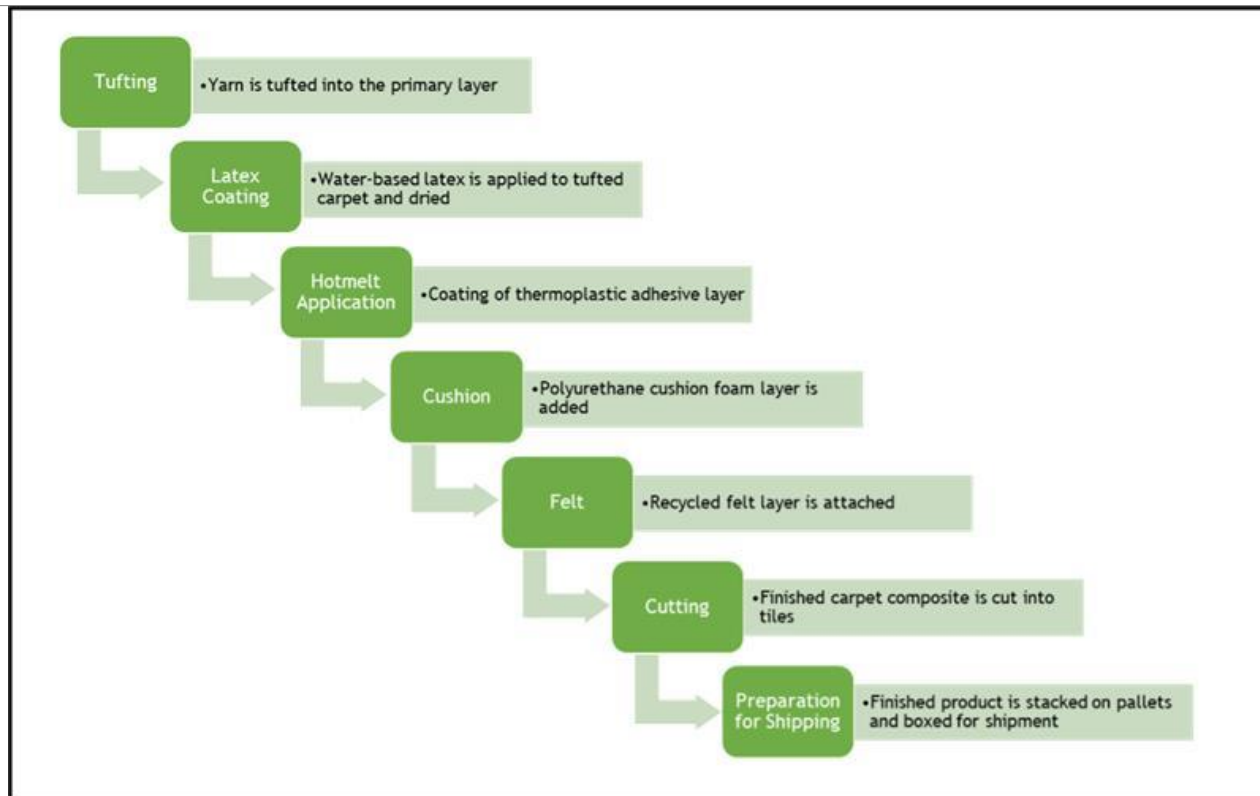 Tufting
•Yarn is tufted into the primary layer
Latex
Coating
•Water-based latex is applied to tufted
carpet and dried
Hotmelt
Application
•Coating of thermoplastic adhesive layer
Cushion
•Polyurethane cushion foam layer is
added
Felt
•Recycled felt layer is attached
Cutting
•Finished carpet composite is cut into
tiles
Preparation
for Shipping
•Finished product is stacked on pallets
and boxed for shipment